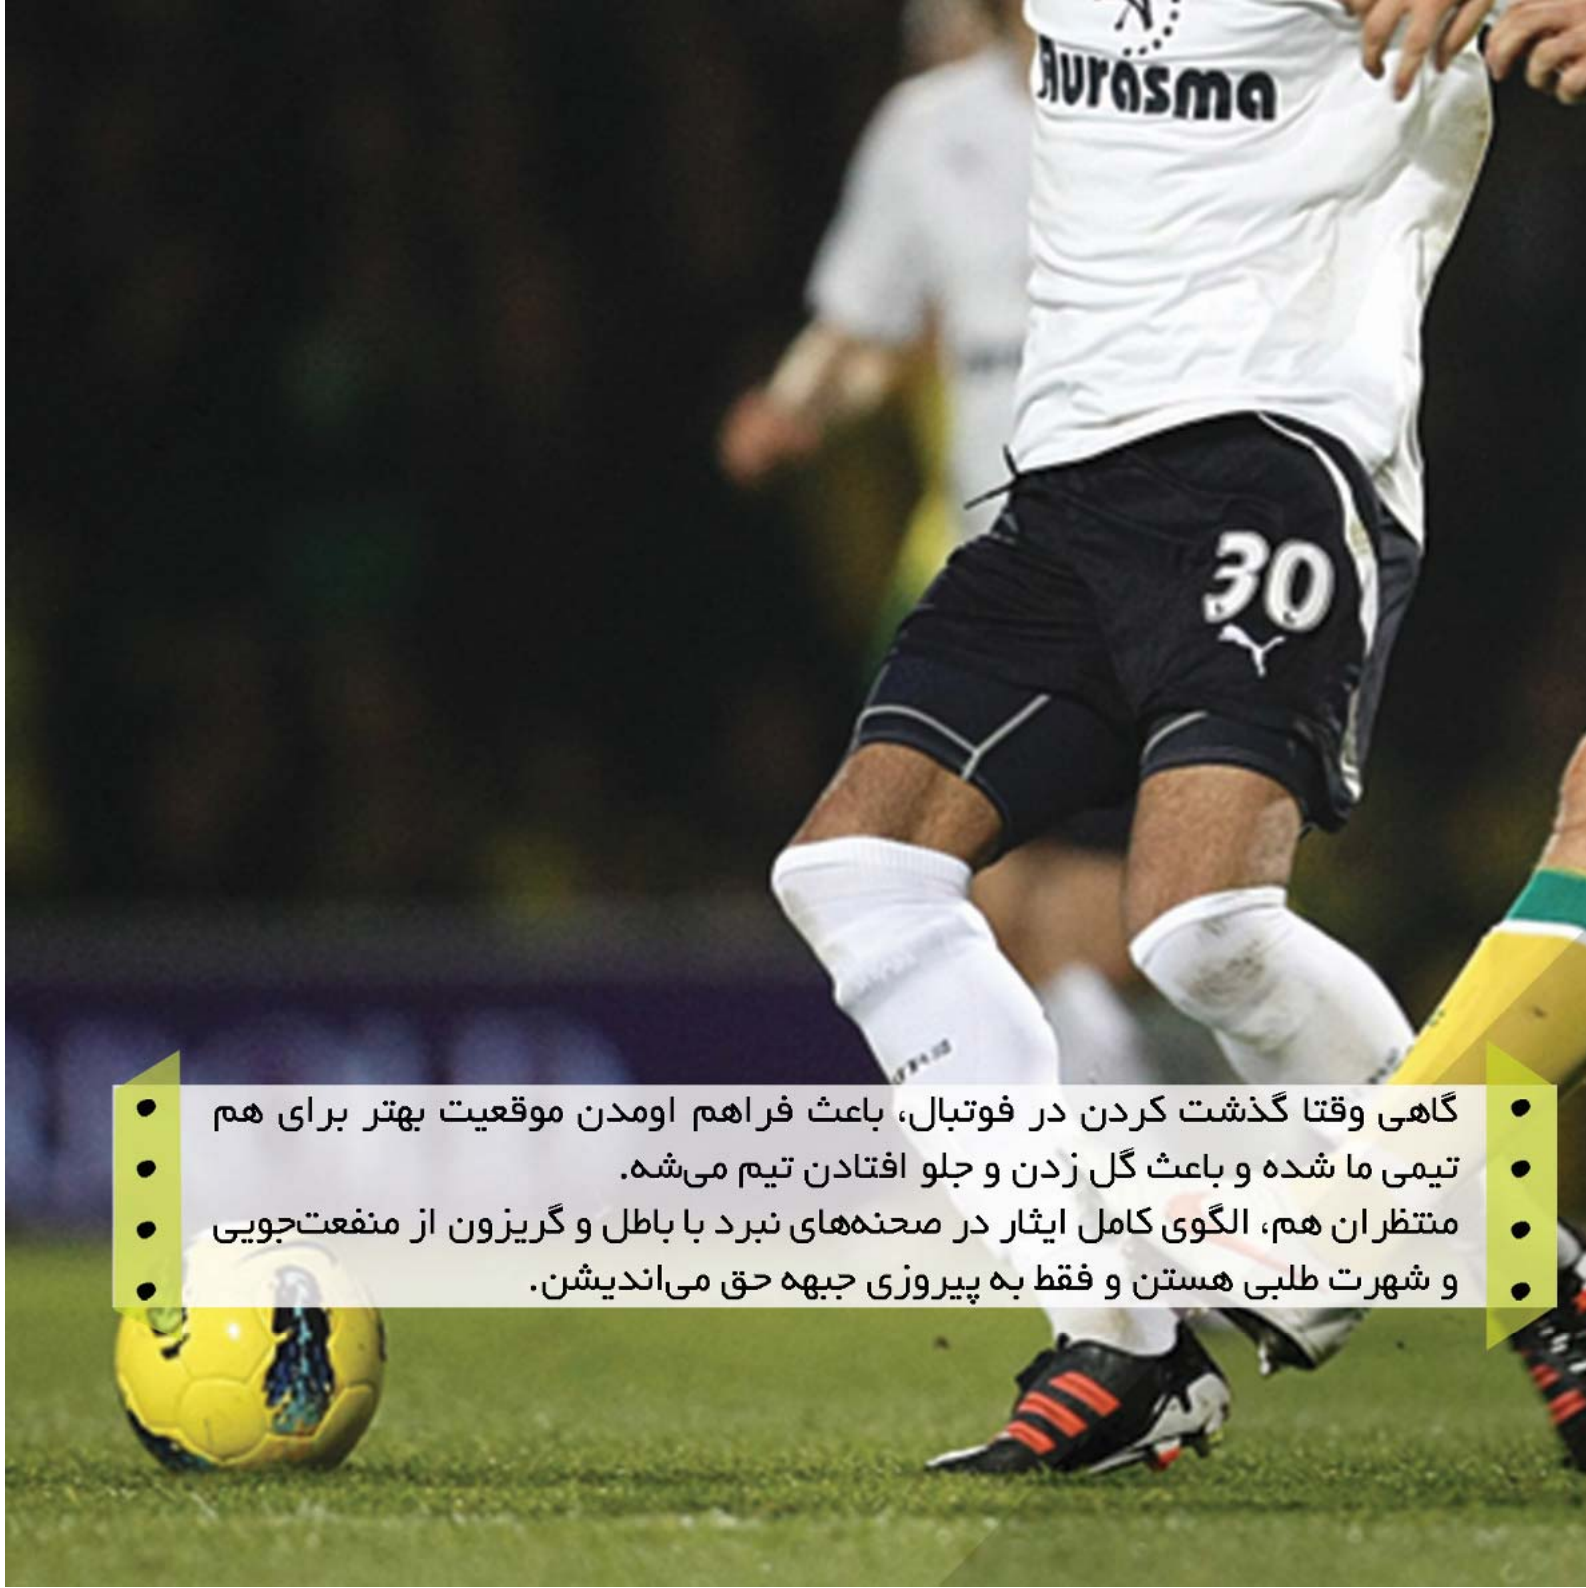 Aurasma
30
گاهی وقتا گذشت کردن در فوتبال، باعث فراهم اومدن موقعیت بهتر برای هم
تیمی ما شده و باعث گل زدن و جلو افتادن تیم می‌شه.
منتظران هم، الگوی کامل ایثار در صحنه‌های نبرد با باطل و گریزون از منفعت‌جویی
و شهرت طلبی هستن و فقط به پیروزی جبهه حق می‌اندیشن.